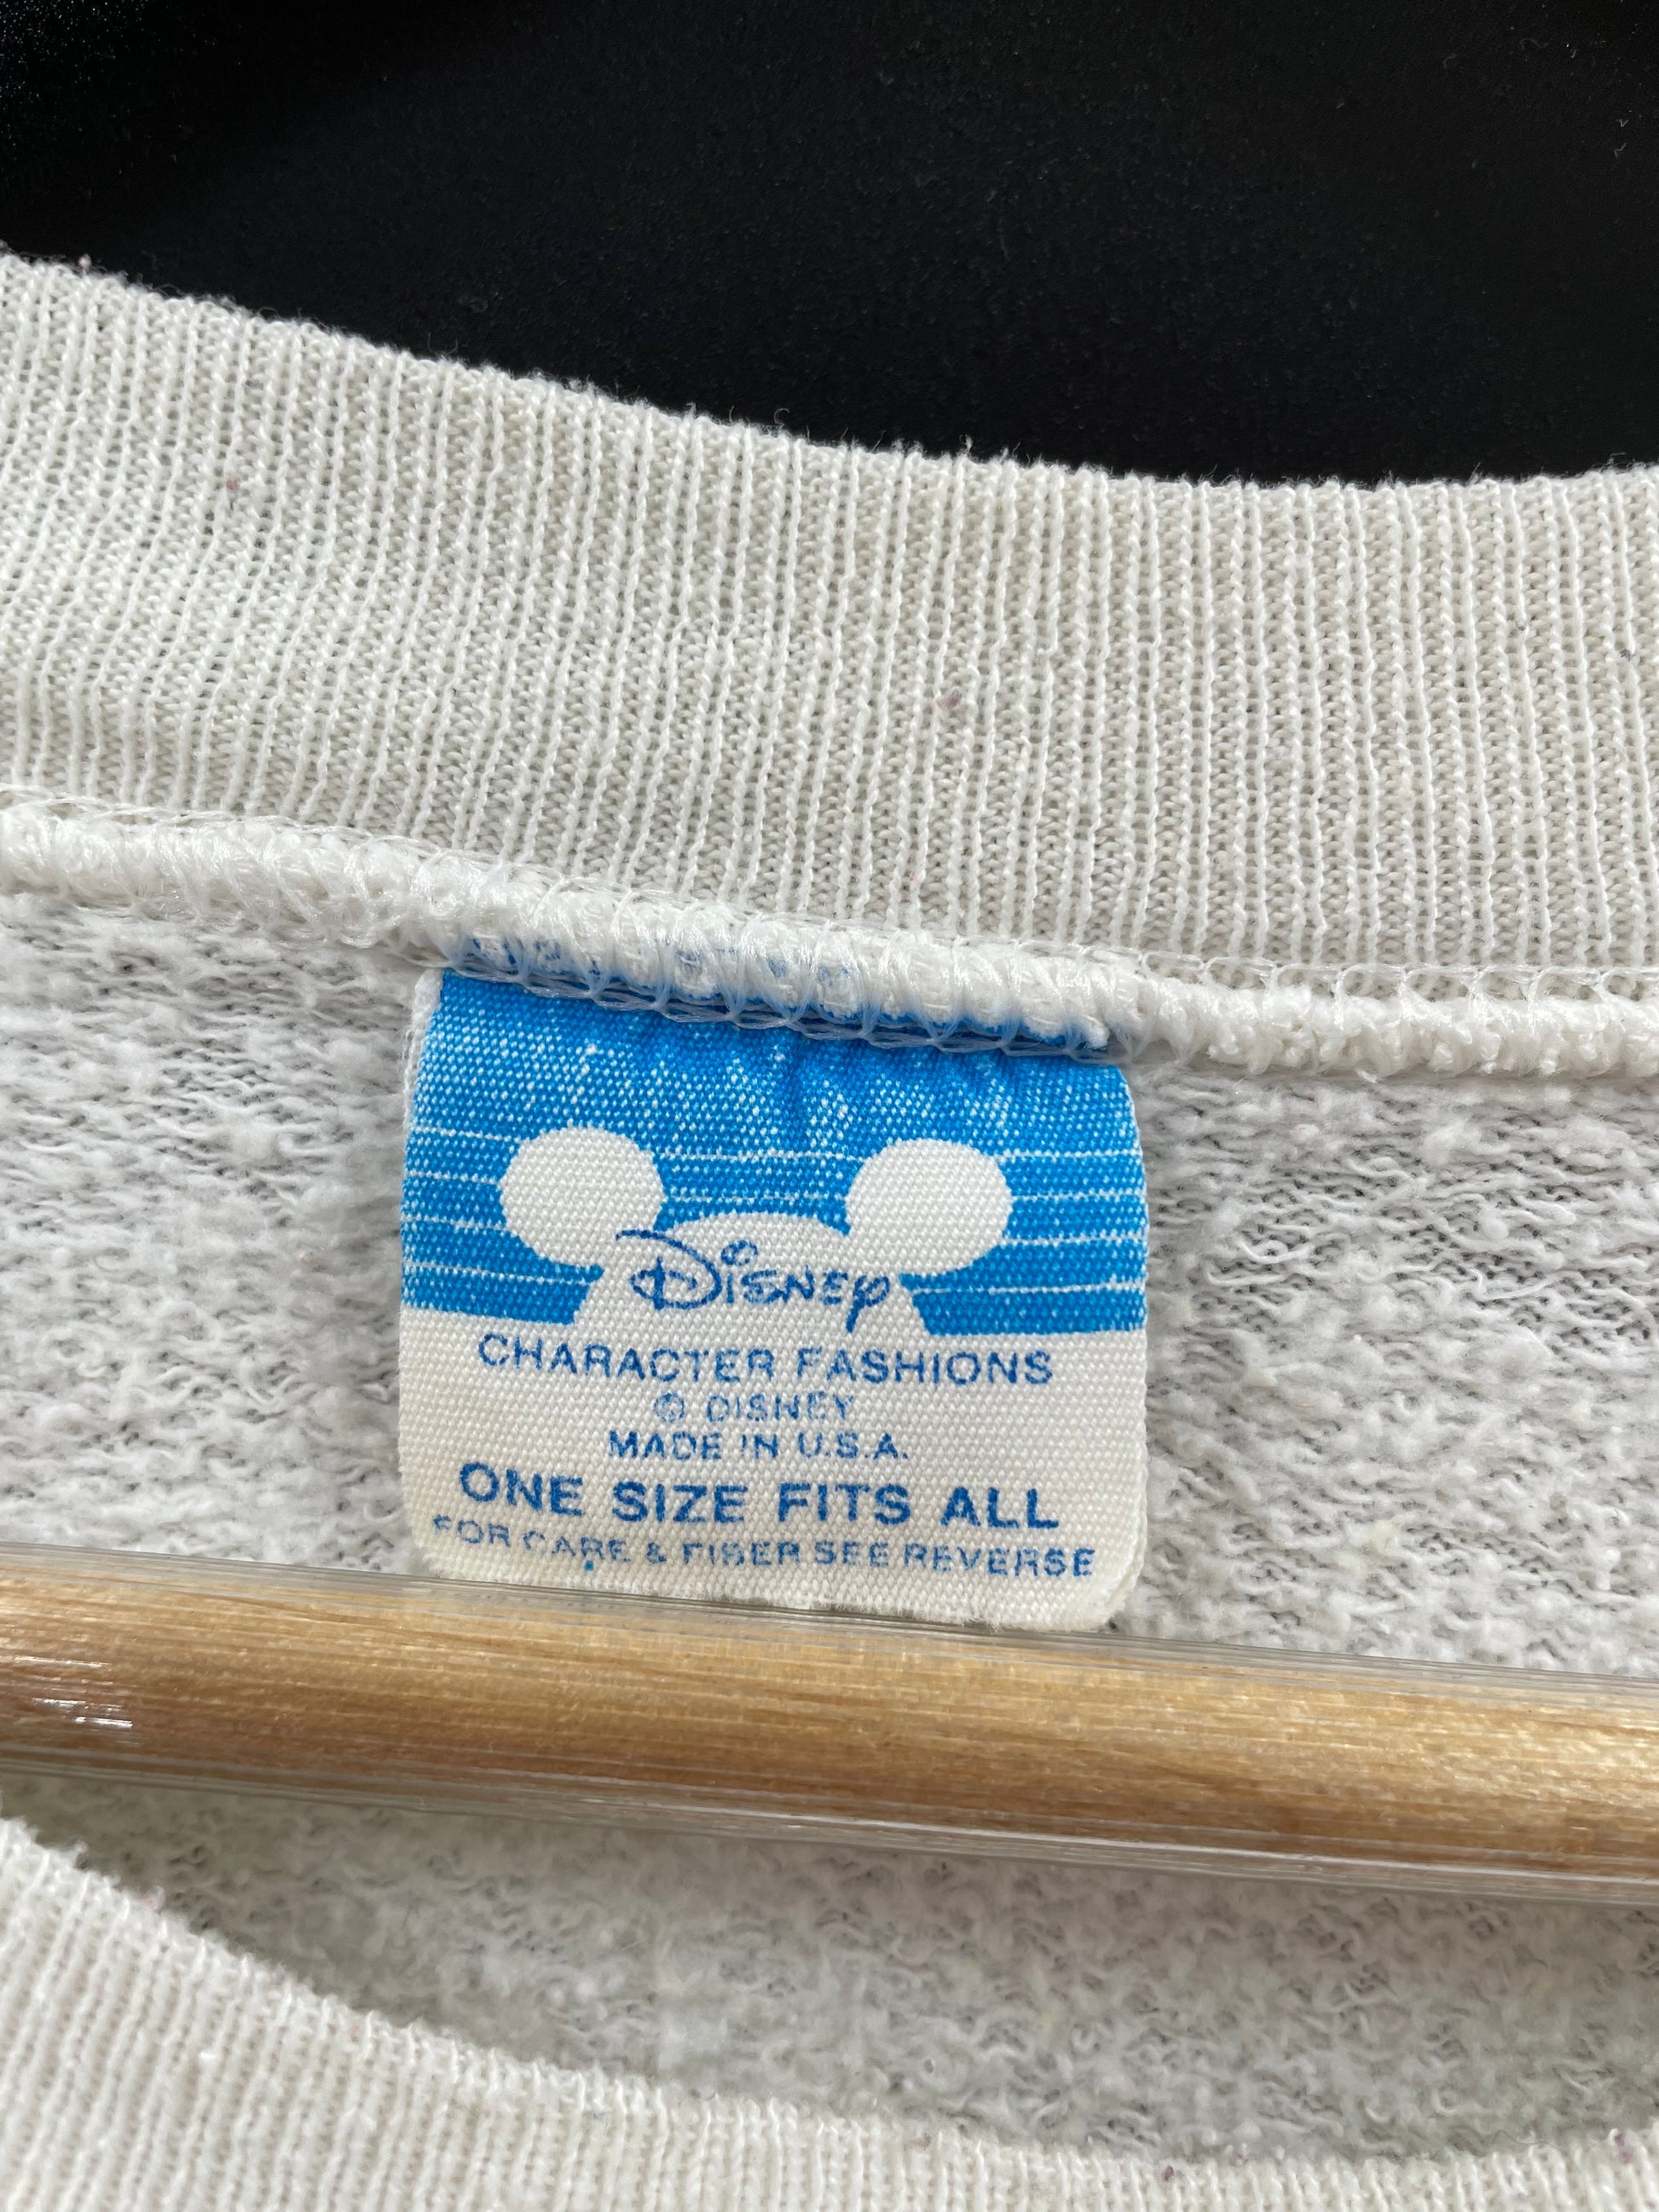 Disney
CHARACTER FASHIONS
© DISNEY
MADE IN U.S.A.
ONE SIZE FITS ALL
FOR CARE & FIBER SEE REVERSE